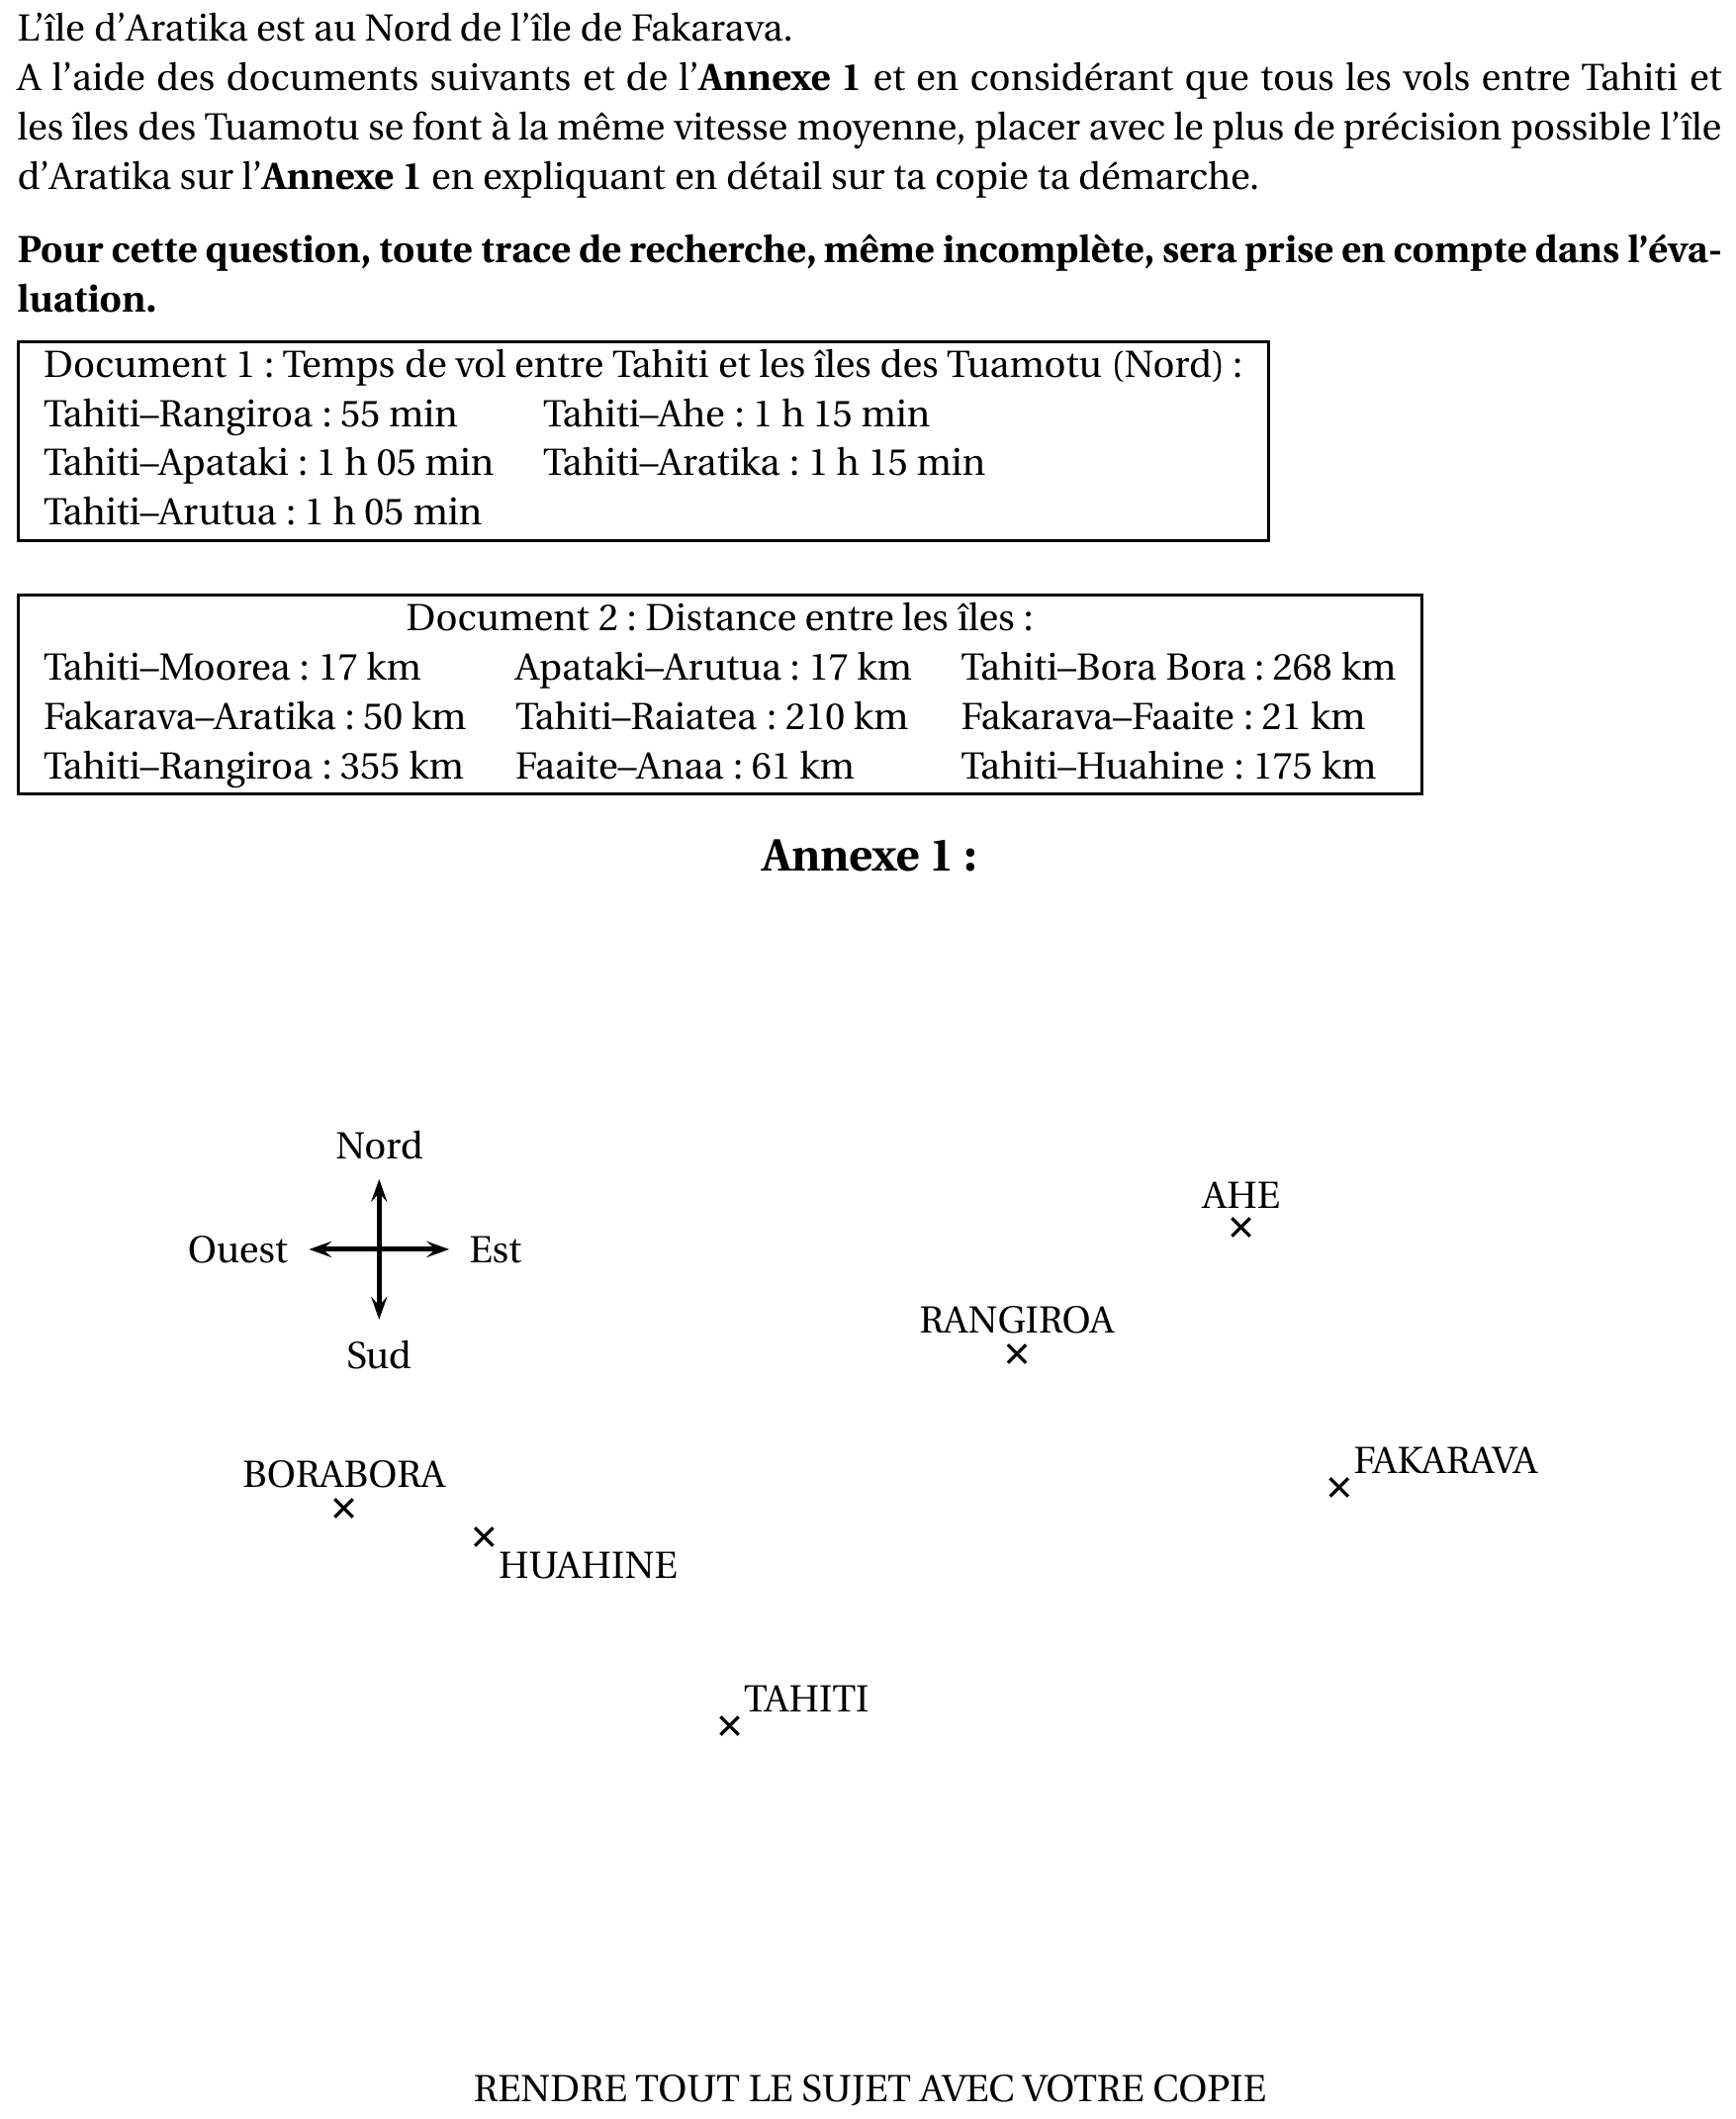 L’île d’Aratika est au Nord de l’île de Fakarava.
A l’aide des documents suivants et de l’Annexe 1 et en considérant que tous les vols entre Tahiti et
les îles des Tuamotu se font à la même vitesse moyenne, placer avec le plus de précision possible l’île
d’Aratika sur l’Annexe 1 en expliquant en détail sur ta copie ta démarche.
Pour cette question, toute trace de recherche, même incomplète, sera prise en compte dans l’éva-
luation.
Document 1 : Temps de vol entre Tahiti et les îles des Tuamotu (Nord) :
Tahiti–Rangiroa : 55 min Tahiti–Ahe : 1 h 15 min
Tahiti–Apataki : 1 h 05 min Tahiti–Aratika : 1 h 15 min
Tahiti–Arutua : 1 h 05 min
Document 2 : Distance entre les îles :
Tahiti–Moorea : 17 km Apataki–Arutua : 17 km Tahiti–Bora Bora : 268 km
Fakarava–Aratika : 50 km Tahiti–Raiatea : 210 km Fakarava–Faaite : 21 km
Tahiti–Rangiroa : 355 km Faaite–Anaa : 61 km Tahiti–Huahine : 175 km
Annexe 1 :
Nord
AHE
Ouest Est
RANGIROA
Sud
FAKARAVA
BORABORA
HUAHINE
TAHITI
RENDRE TOUT LE SUJET AVEC VOTRE COPIE